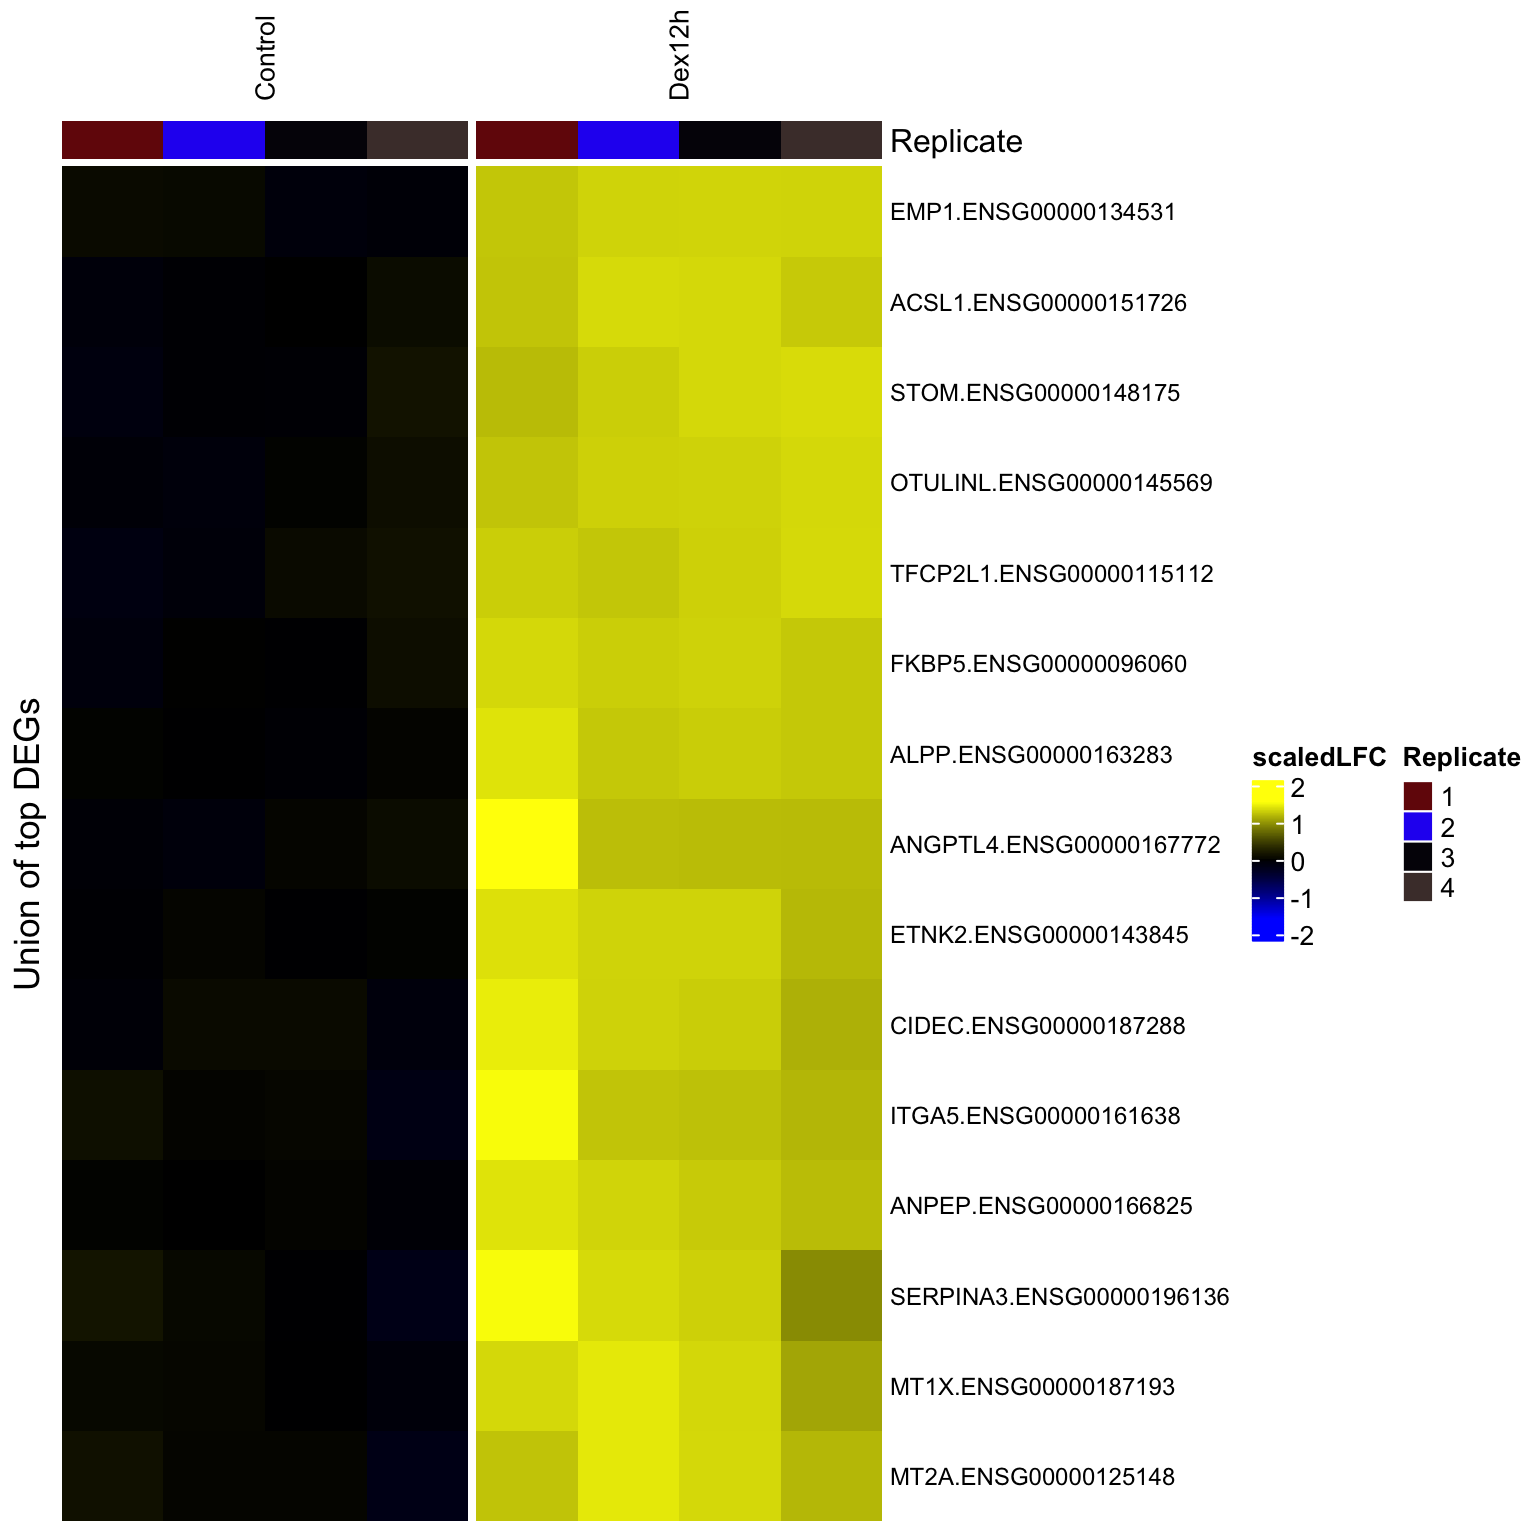 Control
Dex12h
Replicate
EMP1.ENSG00000134531
ACSL1.ENSG00000151726
STOM.ENSG00000148175
OTULINL.ENSG00000145569
TFCP2L1.ENSG00000115112
FKBP5.ENSG00000096060
ALPP.ENSG00000163283
ANGPTL4.ENSG00000167772
ETNK2.ENSG00000143845
CIDEC.ENSG00000187288
ITGA5.ENSG00000161638
ANPEP.ENSG00000166825
SERPINA3.ENSG00000196136
MT1X.ENSG00000187193
MT2A.ENSG00000125148
Union of top DEGs
scaledLFC
2
1
0
-1
-2
Replicate
1
2
3
4